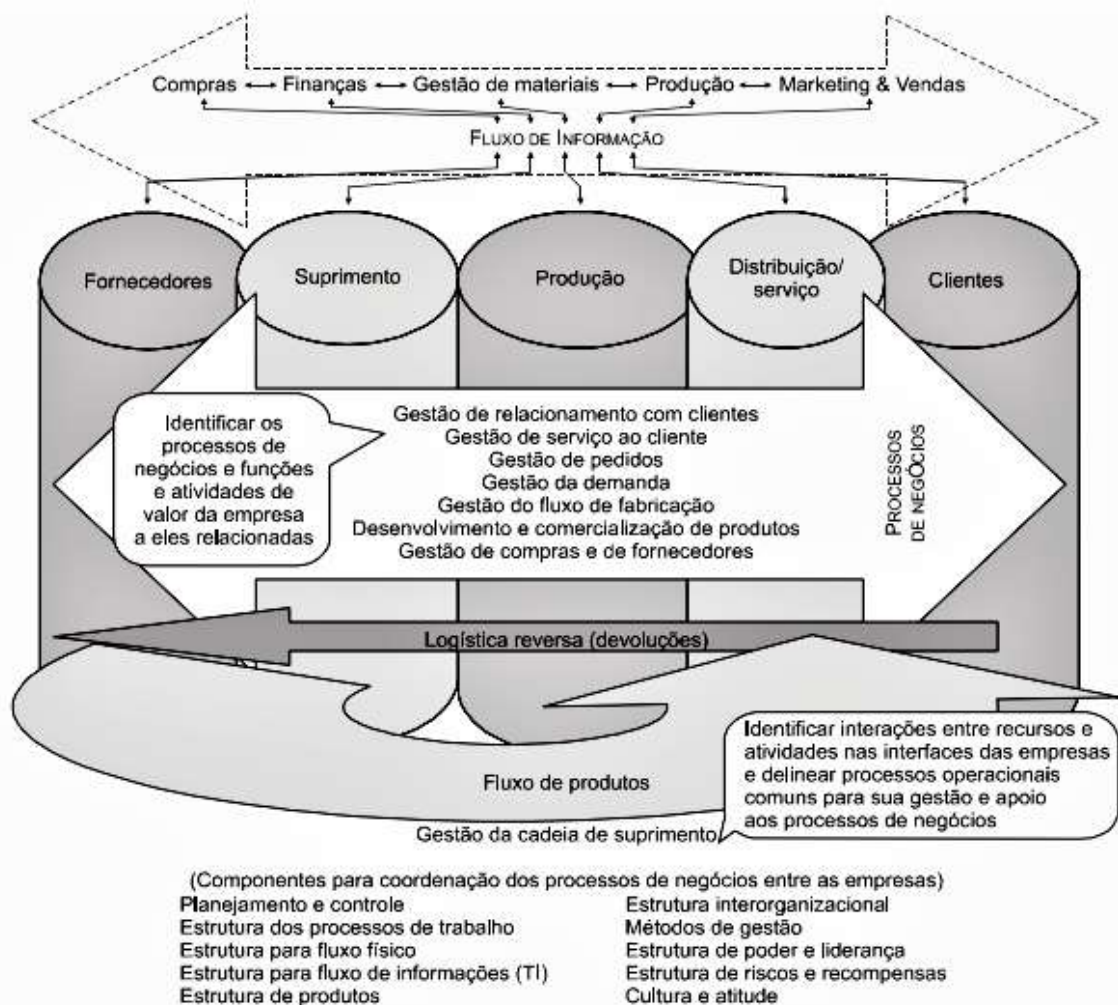 Compras Finanças Gestão de materiais Produção Marketing & Vendas
FLUXO DE INFORMAÇÃO
Fornecedores
Suprimento
Produção
Distribuição/
serviço
Clientes
Identificar os
processos de
negócios e funções
e atividades de
valor da empresa
a eles relacionadas
Gestão de relacionamento com clientes
Gestão de serviço ao cliente
Gestão de pedidos
Gestão da demanda
Gestão do fluxo de fabricação
Desenvolvimento e comercialização de produtos
Gestão de compras e de fornecedores
PROCESSOS
DE NEGÓCIOS
Logística reversa (devoluções)
Identificar interações entre recursos e
atividades nas interfaces das empresas
e delinear processos operacionais
comuns para sua gestão e apoio
aos processos de negócios
Fluxo de produtos
Gestão da cadeia de suprimento
(Componentes para coordenação dos processos de negócios entre as empresas)
Planejamento e controle
Estrutura dos processos de trabalho
Estrutura para fluxo físico
Estrutura para fluxo de informações (TI)
Estrutura de produtos
Estrutura interorganizacional
Métodos de gestão
Estrutura de poder e liderança
Estrutura de riscos e recompensas
Cultura e atitude